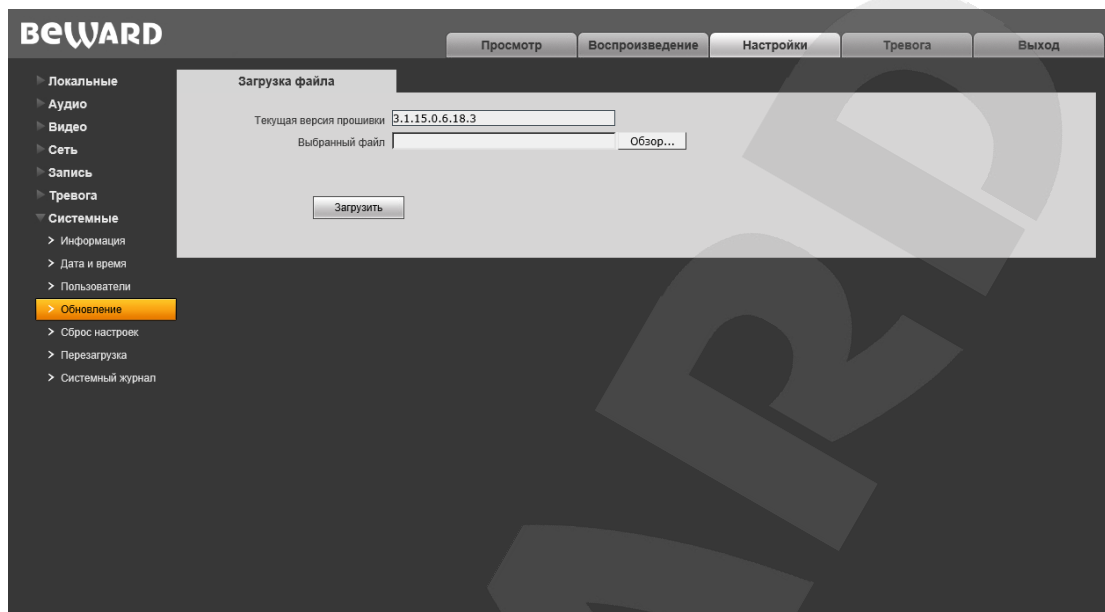 BEWARD
Просмотр Воспроизведение Настройки Тревога Выход
Локальные
Аудио
Видео
Сеть
Запись
Тревога
Системные
> Информация
> Дата и время
> Пользователи
> Обновление
> Сброс настроек
> Перезагрузка
> Системный журнал
Загрузка файла
Текущая версия прошивки 3.1.15.0.6.18.3
Выбранный файл Обзор...
Загрузить
ARD